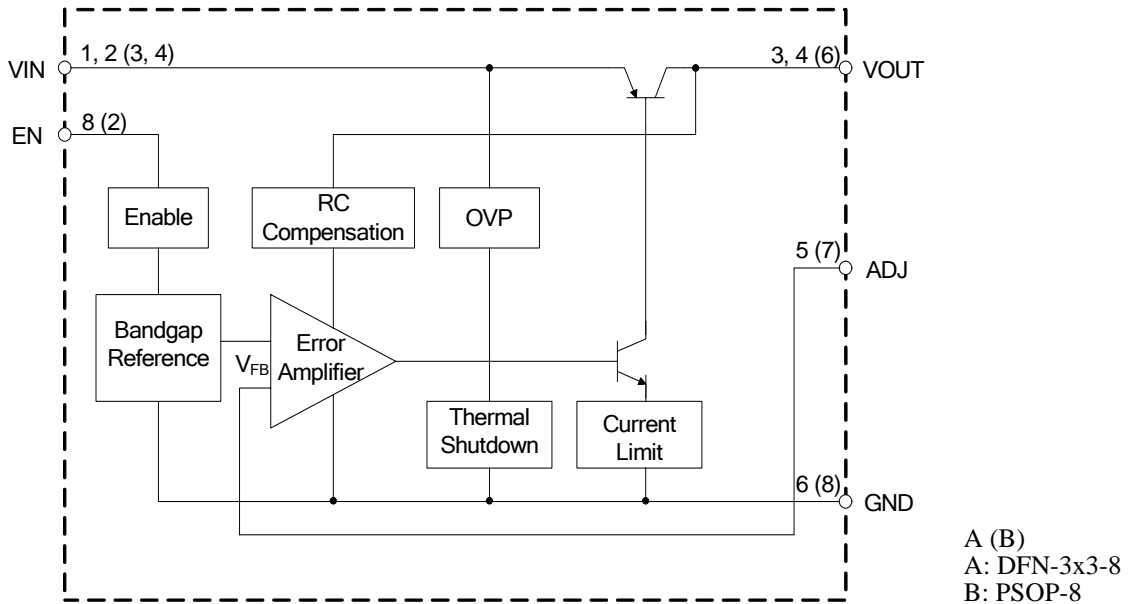 1, 2 (3, 4)
VIN
3, 4 (6)
VOUT
8 (2)
EN
Enable
RC
Compensation
OVP
5 (7)
ADJ
Bandgap
Reference
VFB
Error
Amplifier
Thermal
Shutdown
Current
Limit
6 (8)
GND
A (B)
A: DFN-3x3-8
B: PSOP-8